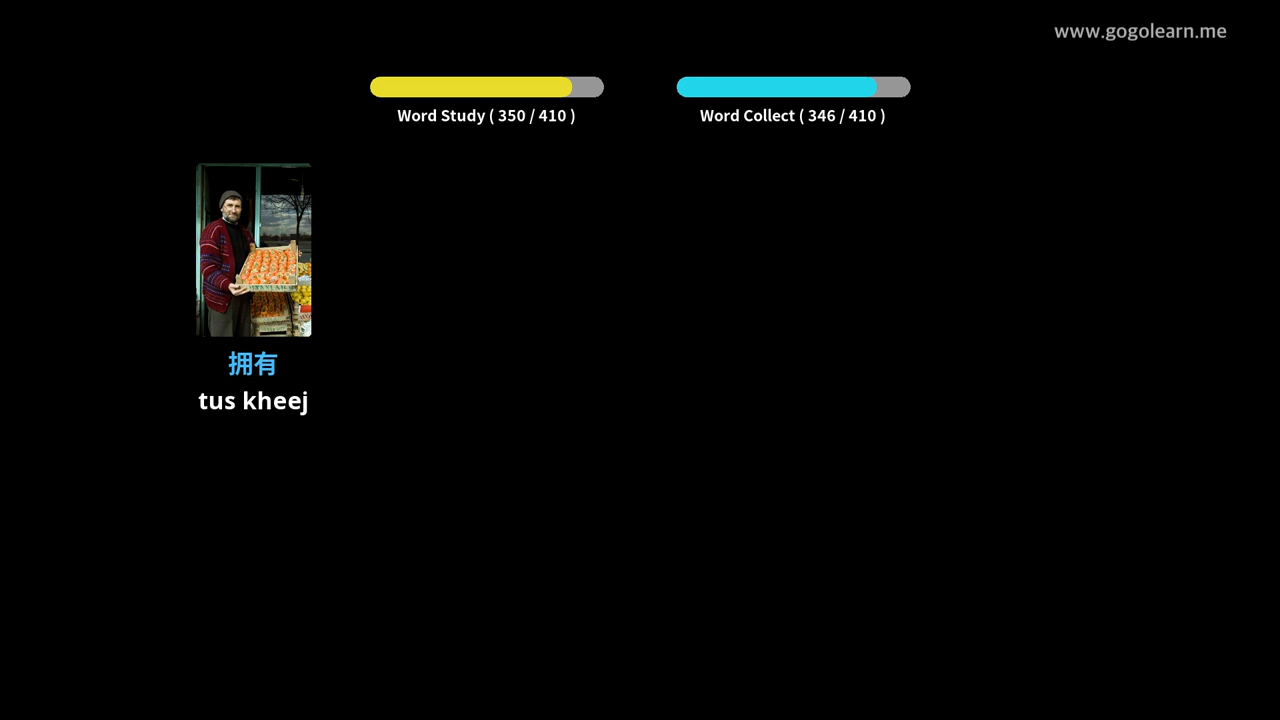 www.gogolearn.me
Word Study ( 350 / 410 )
Word Collect ( 346 / 410 )
拥有
tus kheej